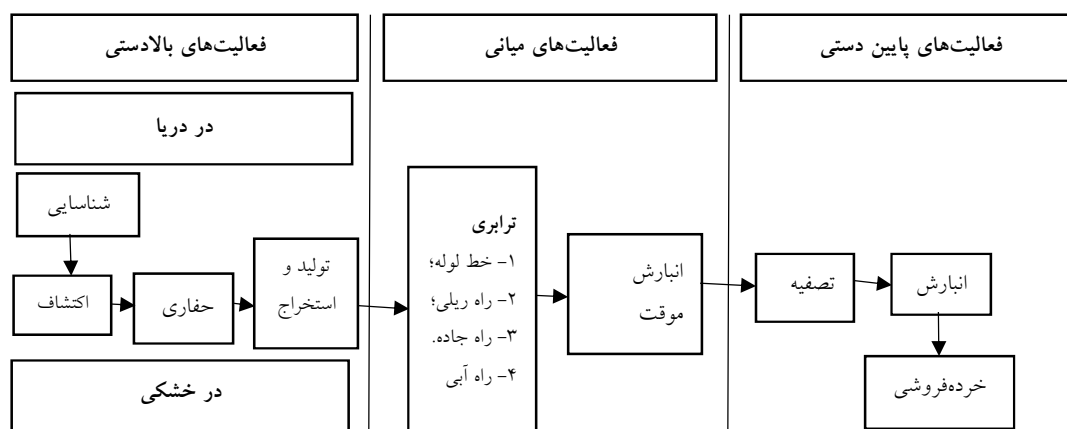 فعالیت‌های بالادستی
فعالیت‌های میانی
فعالیت‌های پایین دستی
در دریا
شناسایی
اکتشاف
حفاری
تولید و
استخراج
در خشکی
ترابری
۱- خط لوله؛
۲- راه ریلی؛
۳- راه جاده.
۴- راه آبی
انبارش
موقت
تصفیه
انبارش
خرده‌فروشی